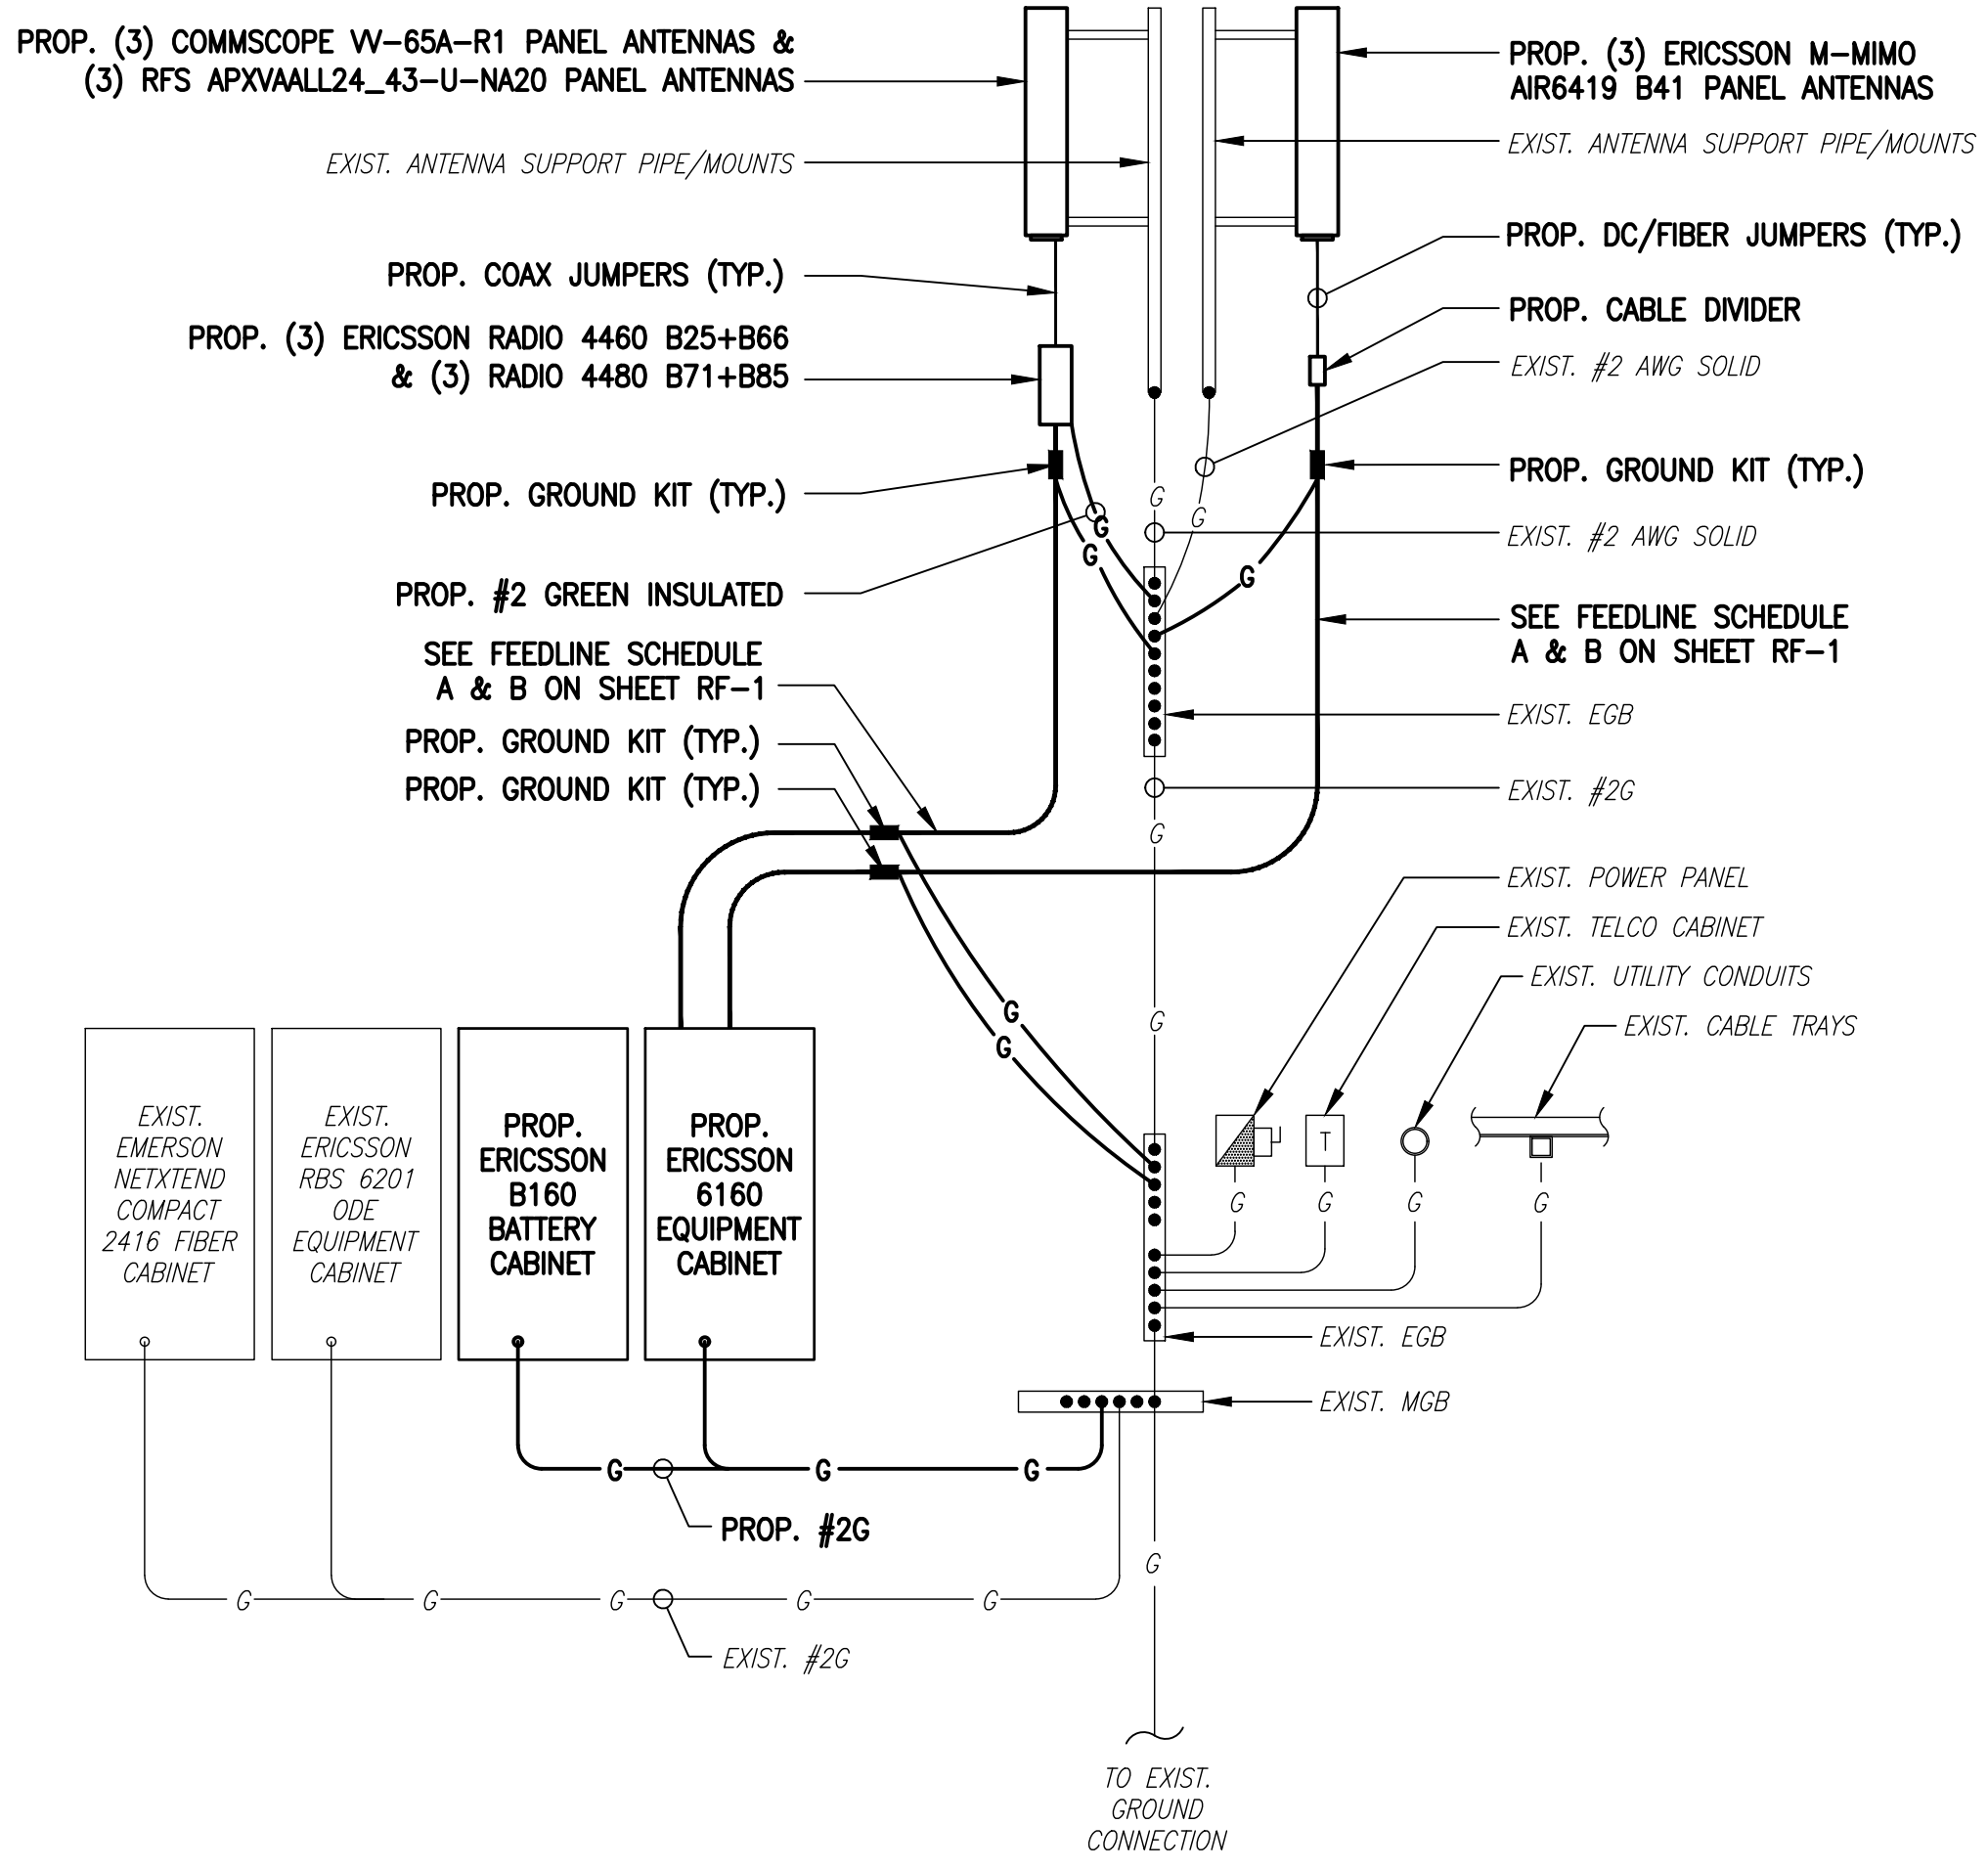 PROP. (3) COMMSCOPE VV-65A-R1 PANEL ANTENNAS &
(3) RFS APXVAALL24_43-U-NA20 PANEL ANTENNAS
EXIST. ANTENNA SUPPORT PIPE/MOUNTS
PROP. COAX JUMPERS (TYP.)
PROP. (3) ERICSSON RADIO 4460 B25+B66
& (3) RADIO 4480 B71+B85
PROP. GROUND KIT (TYP.)
PROP. #2 GREEN INSULATED
SEE FEEDLINE SCHEDULE
A & B ON SHEET RF-1
PROP. GROUND KIT (TYP.)
PROP. GROUND KIT (TYP.)
PROP. (3) ERICSSON M-MIMO
AIR6419 B41 PANEL ANTENNAS
EXIST. ANTENNA SUPPORT PIPE/MOUNTS
PROP. DC/FIBER JUMPERS (TYP.)
PROP. CABLE DIVIDER
EXIST. #2 AWG SOLID
PROP. GROUND KIT (TYP.)
EXIST. #2 AWG SOLID
SEE FEEDLINE SCHEDULE
A & B ON SHEET RF-1
EXIST. EGB
EXIST. #2G
EXIST. POWER PANEL
EXIST. TELCO CABINET
EXIST. UTILITY CONDUITS
EXIST. CABLE TRAYS
G
G
G
G
G
G
G
G
G
T
G
G
G
G
EXIST.
EMERSON
NETXTEND
COMPACT
2416 FIBER
CABINET
EXIST.
ERICSSON
RBS 6201
ODE
EQUIPMENT
CABINET
PROP.
ERICSSON
B160
BATTERY
CABINET
PROP.
ERICSSON
6160
EQUIPMENT
CABINET
EXIST. EGB
EXIST. MGB
G
G
G
PROP. #2G
G
G
G
G
G
G
EXIST. #2G
TO EXIST.
GROUND
CONNECTION